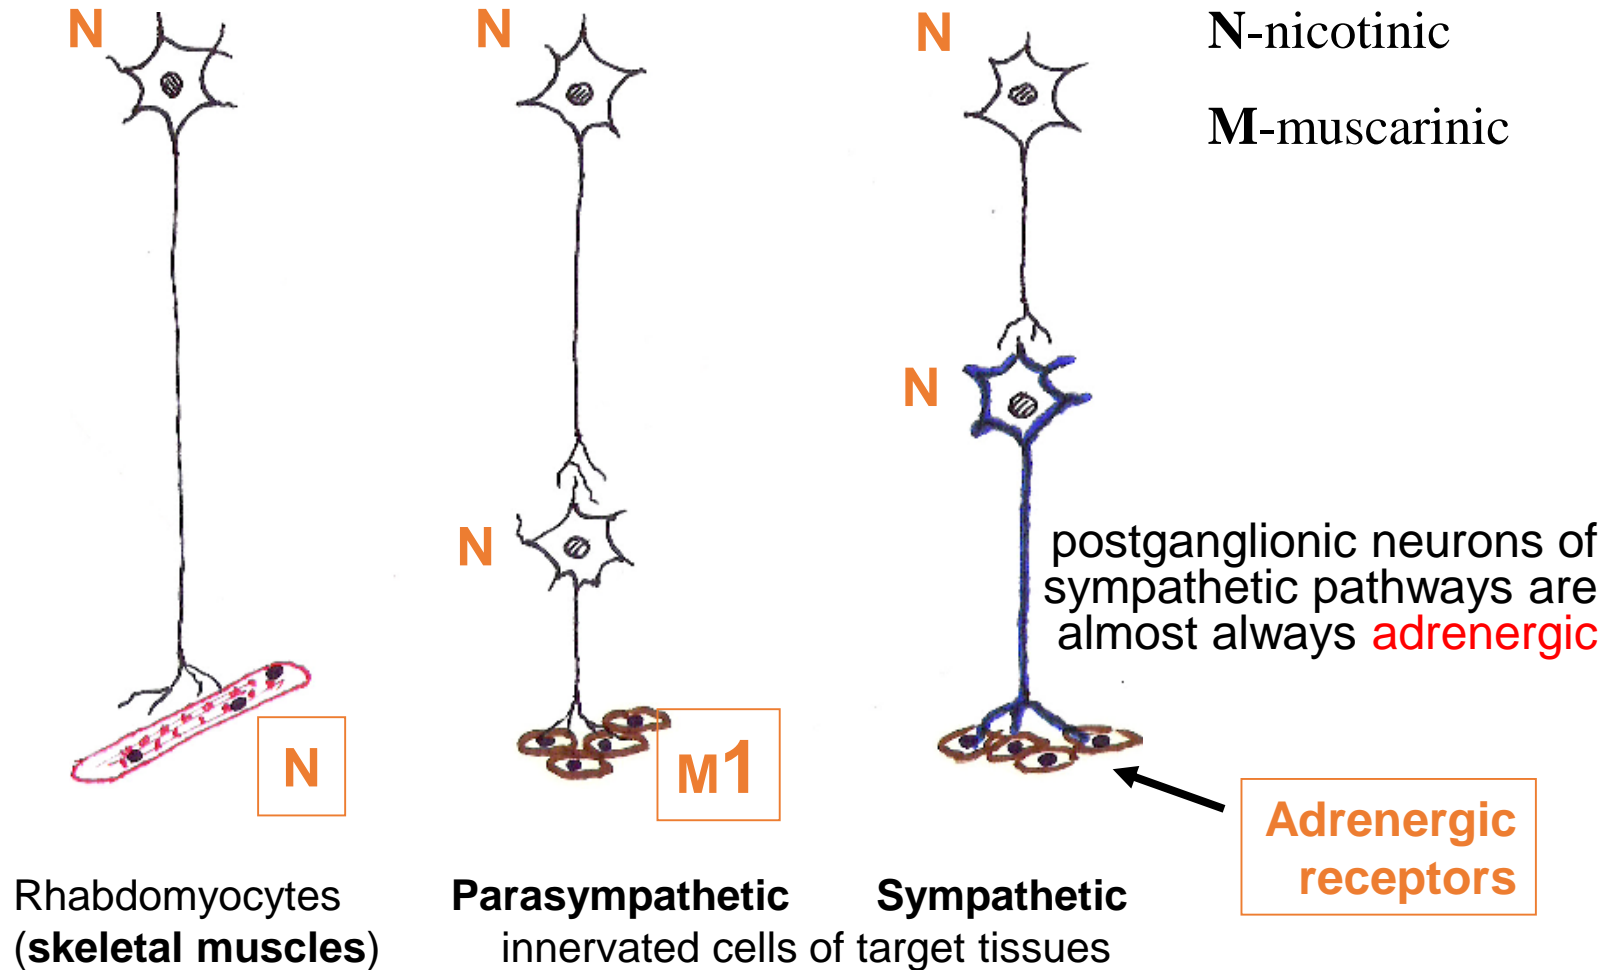 N
N
N
N-nicotinic
M-muscarinic
N
N
postganglionic neurons of
sympathetic pathways are
almost always adrenergic
N
M1
Adrenergic
receptors
Rhabdomyocytes
(skeletal muscles)
Parasympathetic
Sympathetic
innervated cells of target tissues